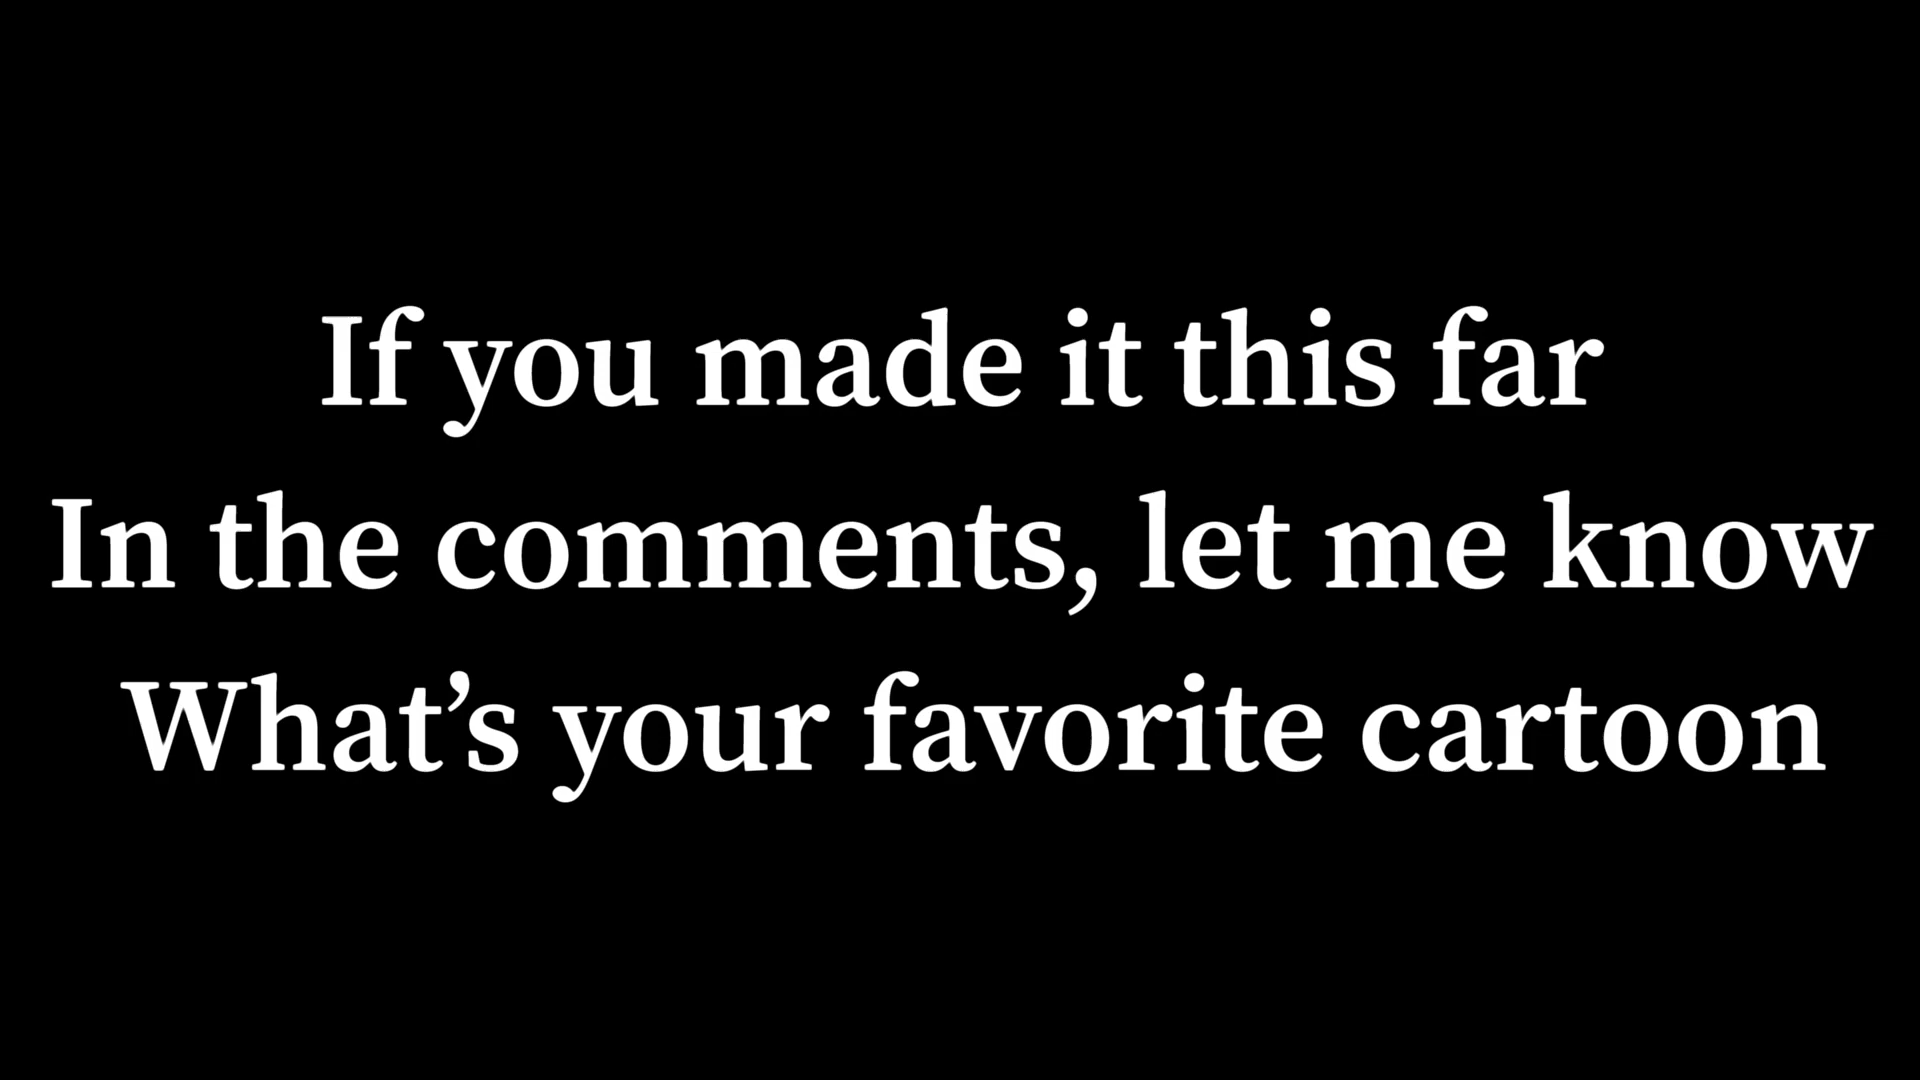 If you made it this far
In the comments, let me know
What’s your favorite cartoon